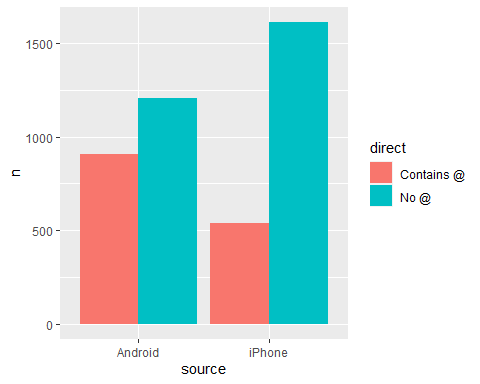 1500
1000
500
0
n
Android
iPhone
source
direct
Contains @
No @